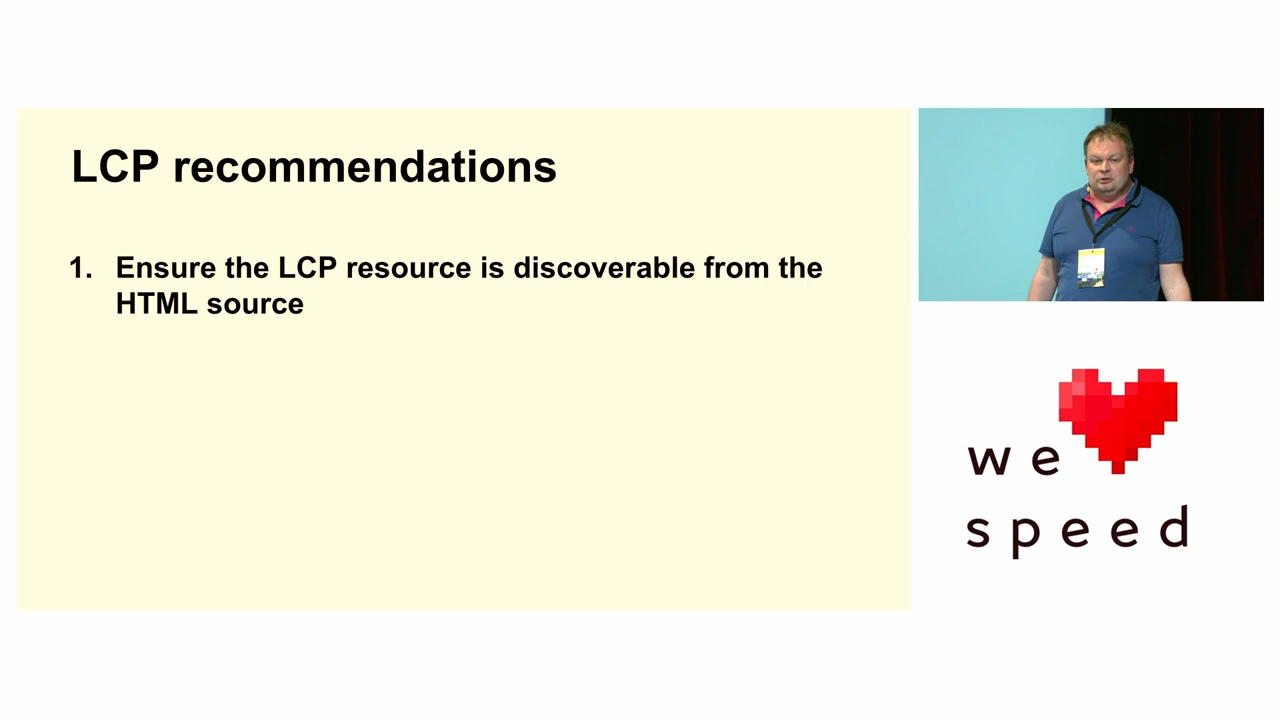 LCP recommendations
1. Ensure the LCP resource is discoverable from the
HTML source
we
speed